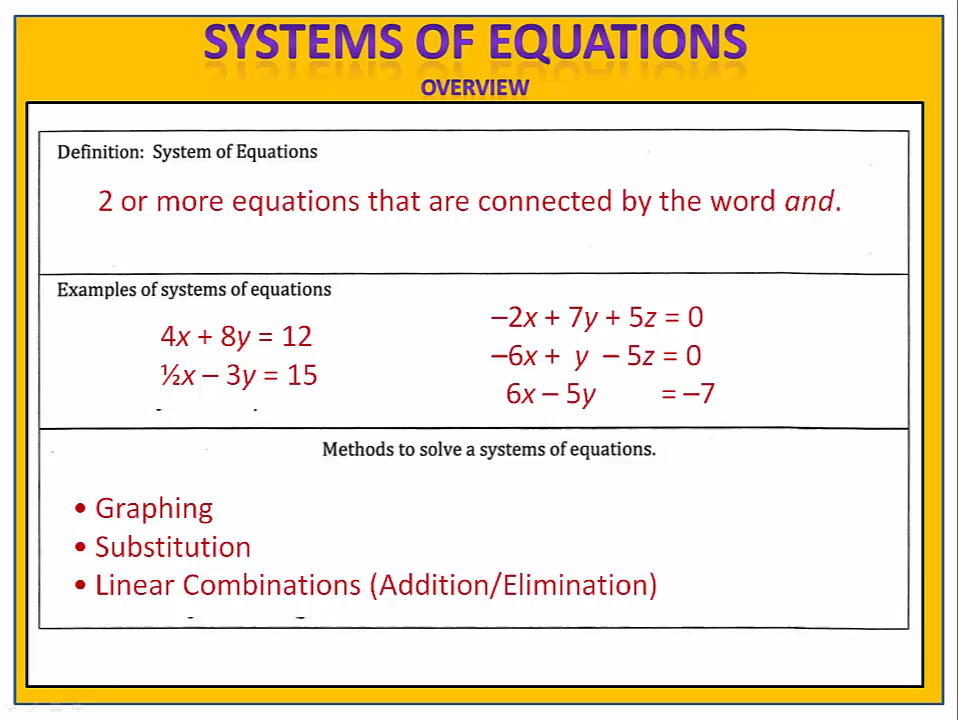 SYSTEMS OF EQUATIONS
OVERVIEW
Definition: System of Equations
2 or more equations that are connected by the word and.
Examples of systems of equations
4x + 8y = 12
½x – 3y = 15
–2x + 7y + 5z = 0
–6x + y – 5z = 0
6x – 5y = –7
Methods to solve a systems of equations.
• Graphing
• Substitution
• Linear Combinations (Addition/Elimination)